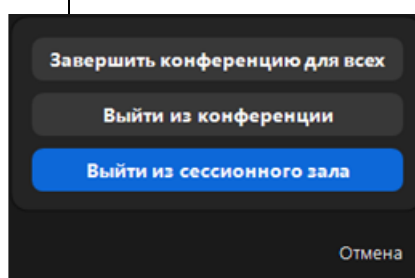 Завершить конференцию для всех
Выйти из конференции
Выйти из сессионного зала
Отмена